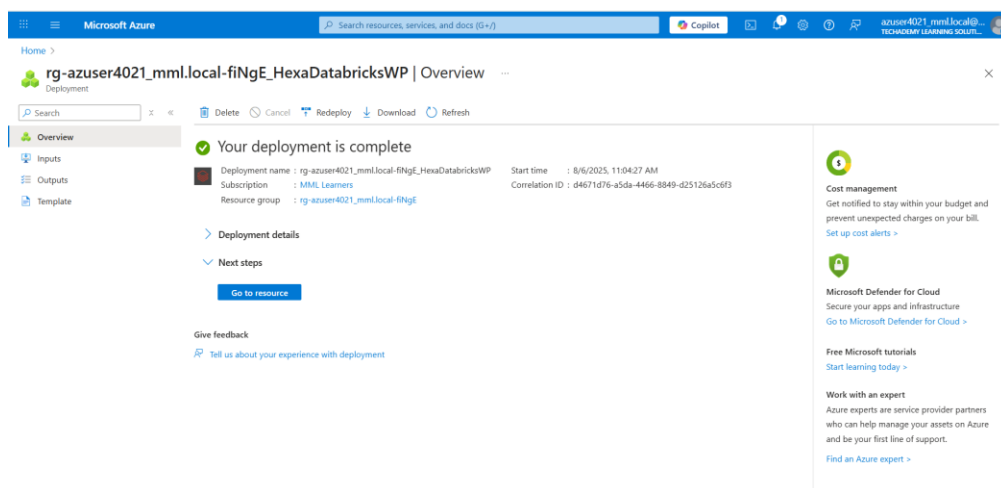 Microsoft Azure
Search resources, services, and docs (G+/)
Copilot
1
azuser4021_mml.local@...
TECHADEMY LEARNING SOLUTI...
Home >
rg-azuser4021_mml.local-fiNgE_HexaDatabricksWP | Overview ...
Deployment
Search
Delete Cancel Redeploy Download Refresh
Overview
Inputs
Outputs
Template
Your deployment is complete
Deployment name : rg-azuser4021_mml.local-fiNgE_HexaDatabricksWP
Subscription : MML Learners
Resource group : rg-azuser4021_mml.local-fiNgE
Start time : 8/6/2025, 11:04:27 AM
Correlation ID : d4671d76-a5da-4466-8849-d25126a5c6f3
Deployment details
Next steps
Go to resource
Give feedback
Tell us about your experience with deployment
Cost management
Get notified to stay within your budget and
prevent unexpected charges on your bill.
Set up cost alerts >
Microsoft Defender for Cloud
Secure your apps and infrastructure
Go to Microsoft Defender for Cloud >
Free Microsoft tutorials
Start learning today >
Work with an expert
Azure experts are service provider partners
who can help manage your assets on Azure
and be your first line of support.
Find an Azure expert >